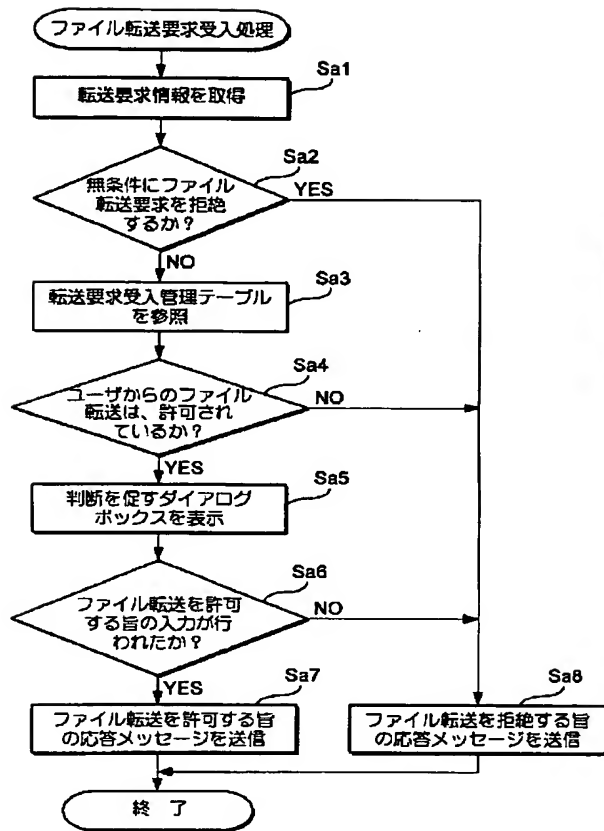 ファイル転送要求受入処理
Sa1
転送要求情報を取得
Sa2
無条件にファイル
転送要求を拒絶
するか?
YES
NO
Sa3
転送要求受入管理テーブル
を参照
Sa4
ユーザからのファイル
転送は、許可され
ているか?
NO
YES
Sa5
判断を促すダイアログ
ボックスを表示
Sa6
ファイル転送を許可
する旨の入力が行
われたか?
NO
YES
Sa7
ファイル転送を許可する旨
の応答メッセージを送信
Sa8
ファイル転送を拒絶する旨
の応答メッセージを送信
終 了